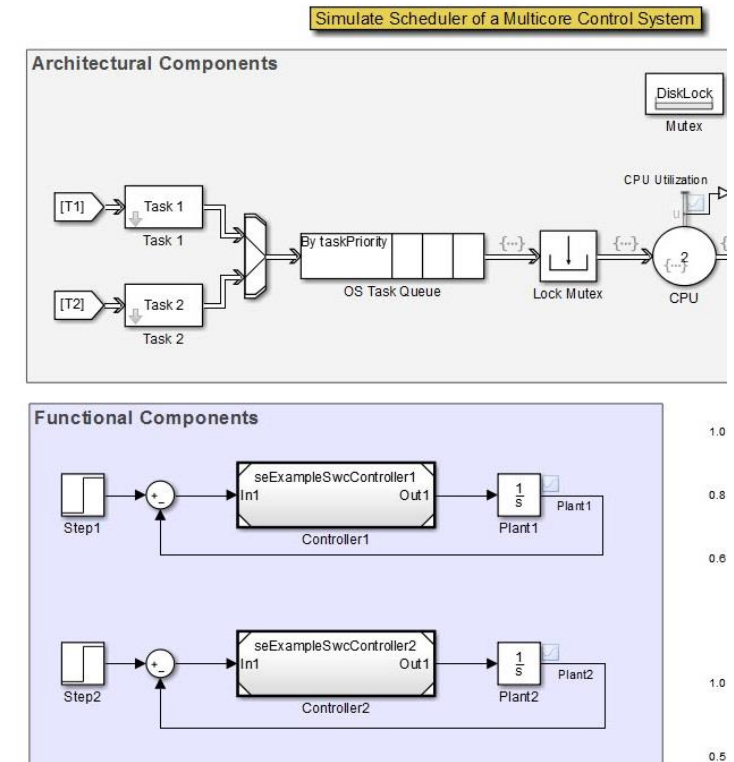 Simulate Scheduler of a Multicore Control System
Architectural Components
DiskLock
Mutex
CPU Utilization
u
[T1]
Task 1
Task 1
By taskPriority
{...}
{...}
2
{...}
OS Task Queue
Lock Mutex
CPU
[T2]
Task 2
Task 2
Functional Components
1.0
seExampleSwcController1
In1
Out1
1
s
Plant1
0.8
Step1
Controller1
Plant1
0.6
seExampleSwcController2
In1
Out1
1
s
Plant2
1.0
Step2
Controller2
Plant2
0.5